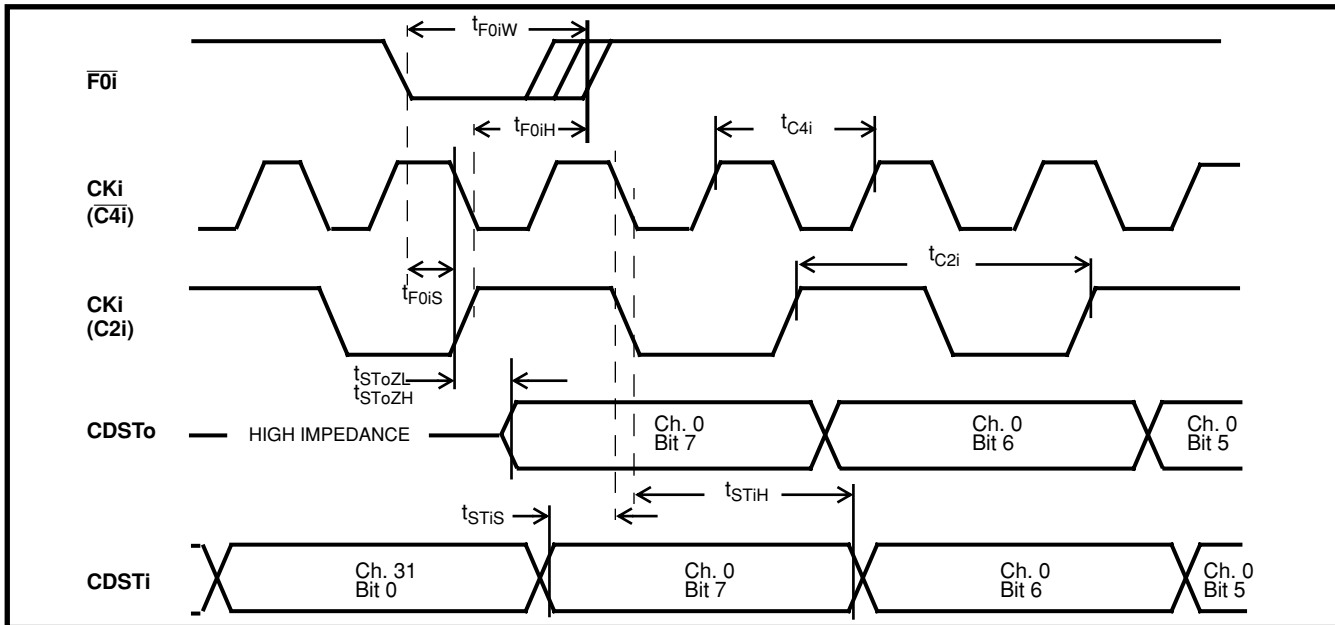 tF0iW
F0i
tF0iH
tC4i
CKi
(C4i)
tF0iS
tC2i
CKi
(C2i)
tSToZL
tSToZH
CDSTo
HIGH IMPEDANCE
Ch. 0
Bit 7
Ch. 0
Bit 6
Ch. 0
Bit 5
tSTiS
tSTiH
CDSTi
Ch. 31
Bit 0
Ch. 0
Bit 7
Ch. 0
Bit 6
Ch. 0
Bit 5